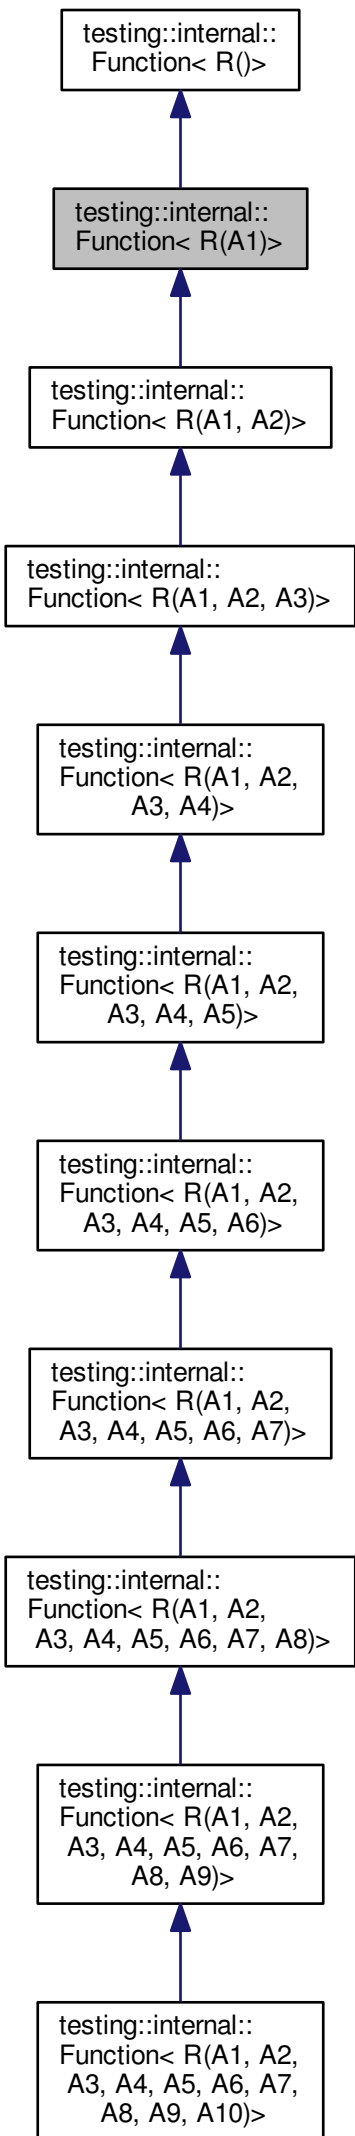 testing::internal::
Function< R()>
testing::internal::
Function< R(A1)>
testing::internal::
Function< R(A1, A2)>
testing::internal::
Function< R(A1, A2, A3)>
testing::internal::
Function< R(A1, A2,
A3, A4)>
testing::internal::
Function< R(A1, A2,
A3, A4, A5)>
testing::internal::
Function< R(A1, A2,
A3, A4, A5, A6)>
testing::internal::
Function< R(A1, A2,
A3, A4, A5, A6, A7)>
testing::internal::
Function< R(A1, A2,
A3, A4, A5, A6, A7, A8)>
testing::internal::
Function< R(A1, A2,
A3, A4, A5, A6, A7,
A8, A9)>
testing::internal::
Function< R(A1, A2,
A3, A4, A5, A6, A7,
A8, A9, A10)>